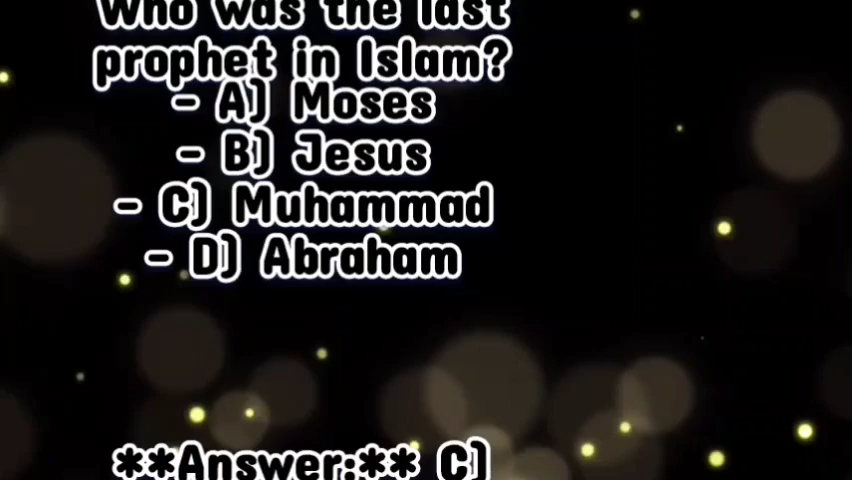 Who was the last
prophet in Islam?
- A) Moses
- B) Jesus
- C) Muhammad
- D) Abraham
**Answer:** C)